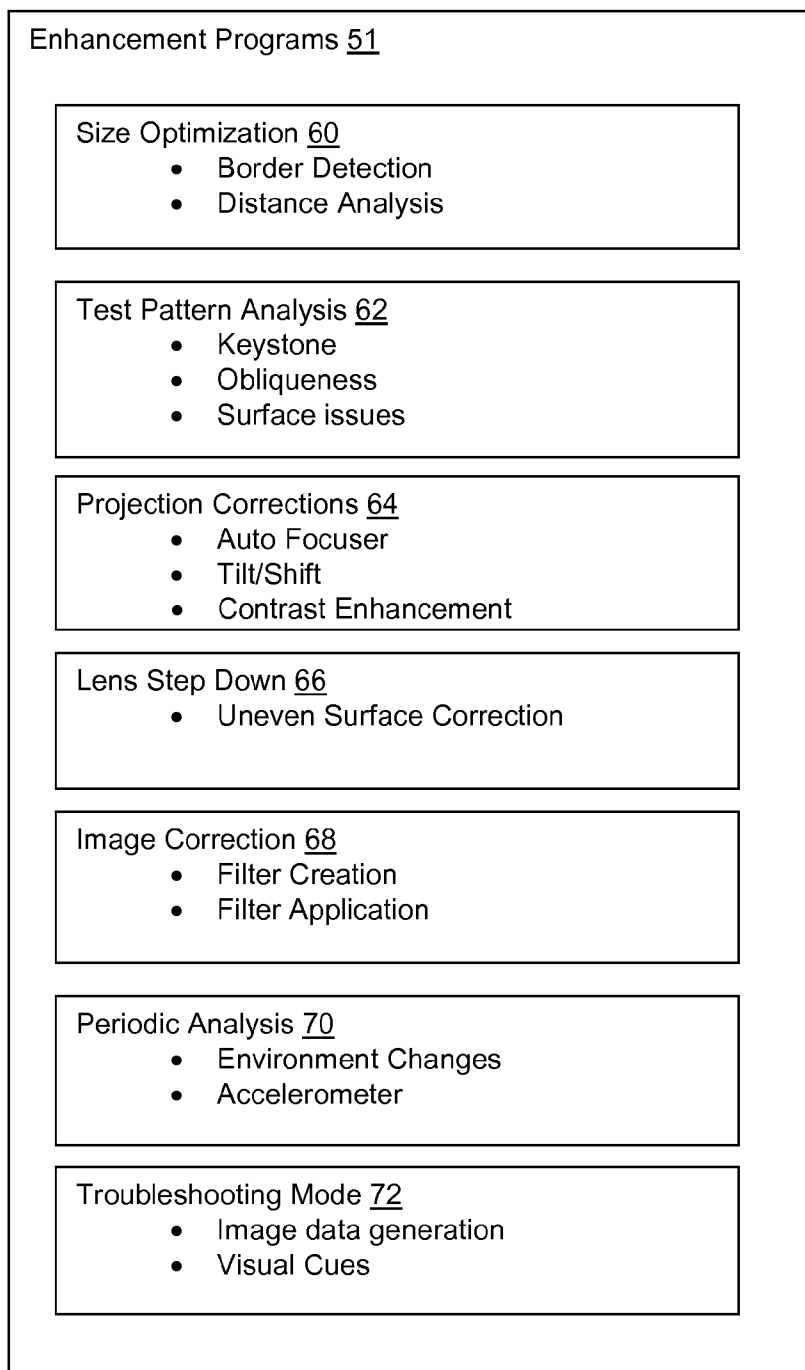 Enhancement Programs 51
Size Optimization 60
• Border Detection
• Distance Analysis
Test Pattern Analysis 62
• Keystone
• Obliqueness
• Surface issues
Projection Corrections 64
• Auto Focuser
• Tilt/Shift
• Contrast Enhancement
Lens Step Down 66
• Uneven Surface Correction
Image Correction 68
• Filter Creation
• Filter Application
Periodic Analysis 70
• Environment Changes
• Accelerometer
Troubleshooting Mode 72
• Image data generation
• Visual Cues